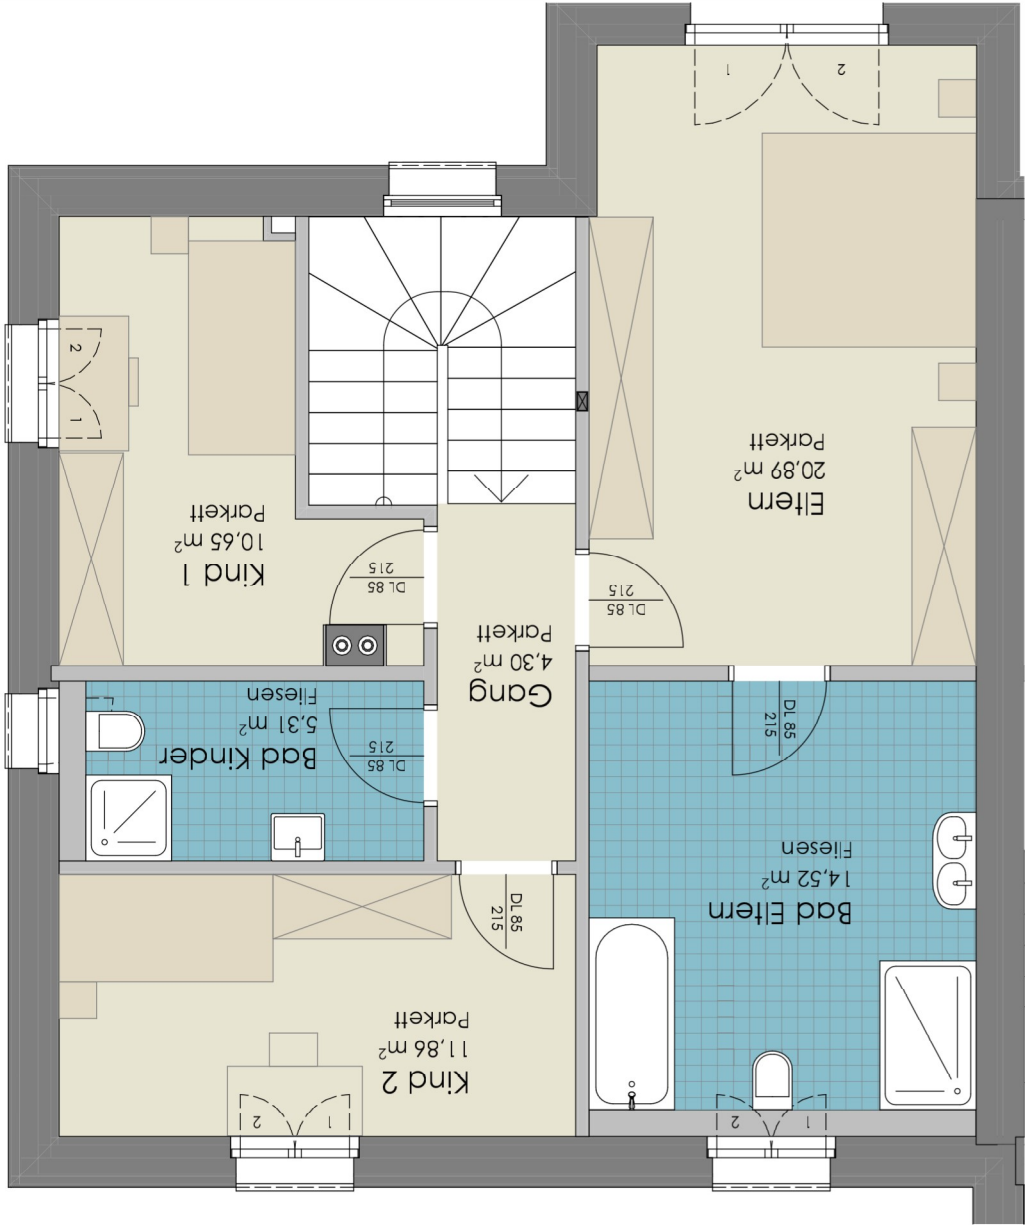 1
2
1
2
Kind 2
11,86 m²
Parkett
DL 85
215
Bad Eltern
14,52 m²
Fliesen
DL 85
215
Bad Kinder
5,31 m²
Fliesen
DL 85
215
Gang
4,30 m²
Parkett
DL 85
215
DL 85
215
Kind 1
10,65 m²
Parkett
Eltern
20,89 m²
Parkett
1
2
2
1